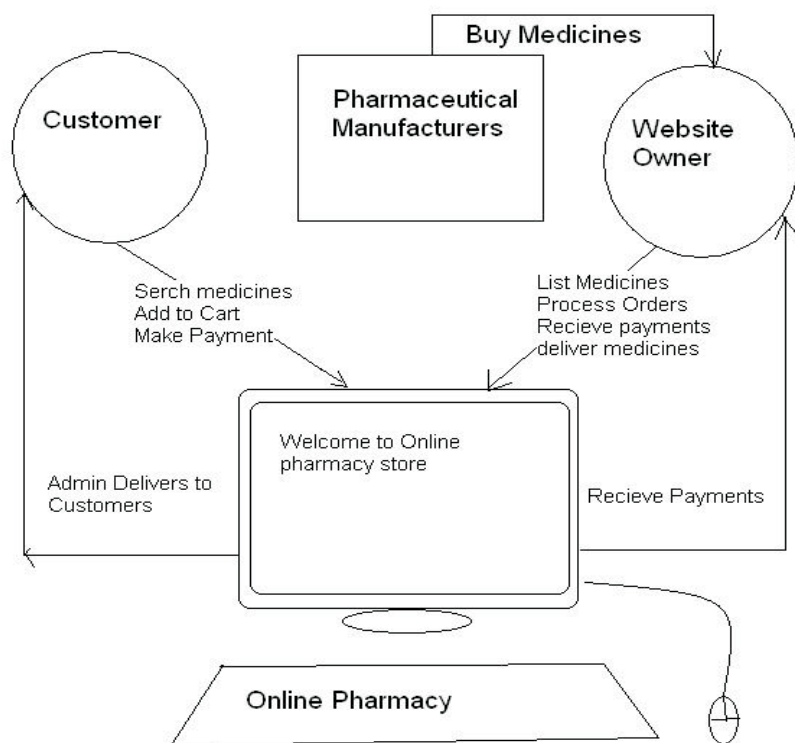 Buy Medicines
Customer
Pharmaceutical
Manufacturers
Website
Owner
Serch medicines
Add to Cart
Make Payment
List Medicines
Process Orders
Recieve payments
deliver medicines
Welcome to Online
pharmacy store
Admin Delivers to
Customers
Recieve Payments
Online Pharmacy